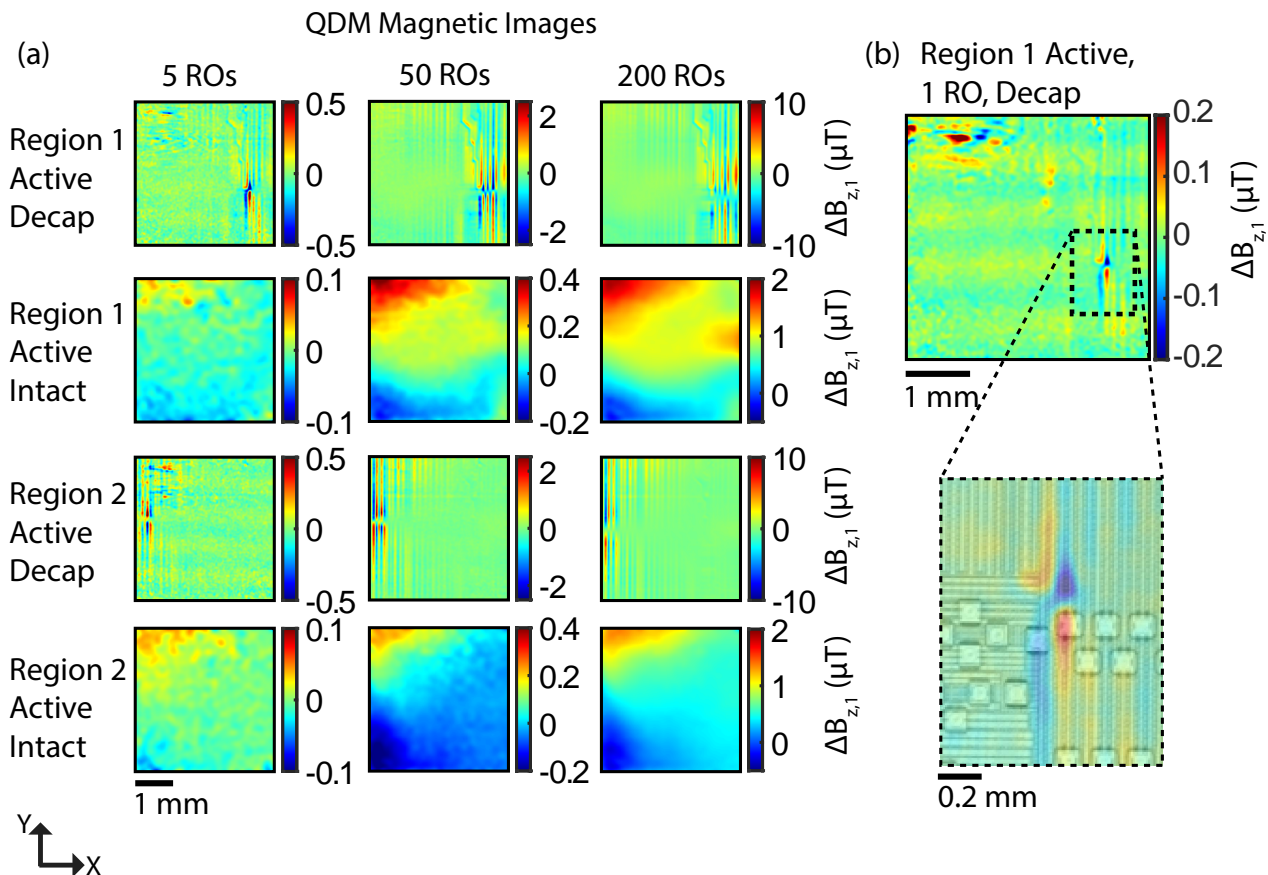 QDM Magnetic Images
(a)
5 ROs
50 ROs
200 ROs
Region 1
Active
Decap
0.5
0
-0.5
2
0
-2
10
0
-10
ΔB_z,1 (µT)
Region 1
Active
Intact
0.1
0
-0.1
0.4
0.2
0
-0.2
2
1
0
ΔB_z,1 (µT)
Region 2
Active
Decap
0.5
0
-0.5
2
0
-2
10
0
-10
ΔB_z,1 (µT)
Region 2
Active
Intact
0.1
0
-0.1
0.4
0.2
0
-0.2
2
1
0
ΔB_z,1 (µT)
1 mm
Y
X
(b) Region 1 Active,
1 RO, Decap
0.2
0.1
0
-0.1
-0.2
ΔB_z,1 (µT)
1 mm
0.2 mm